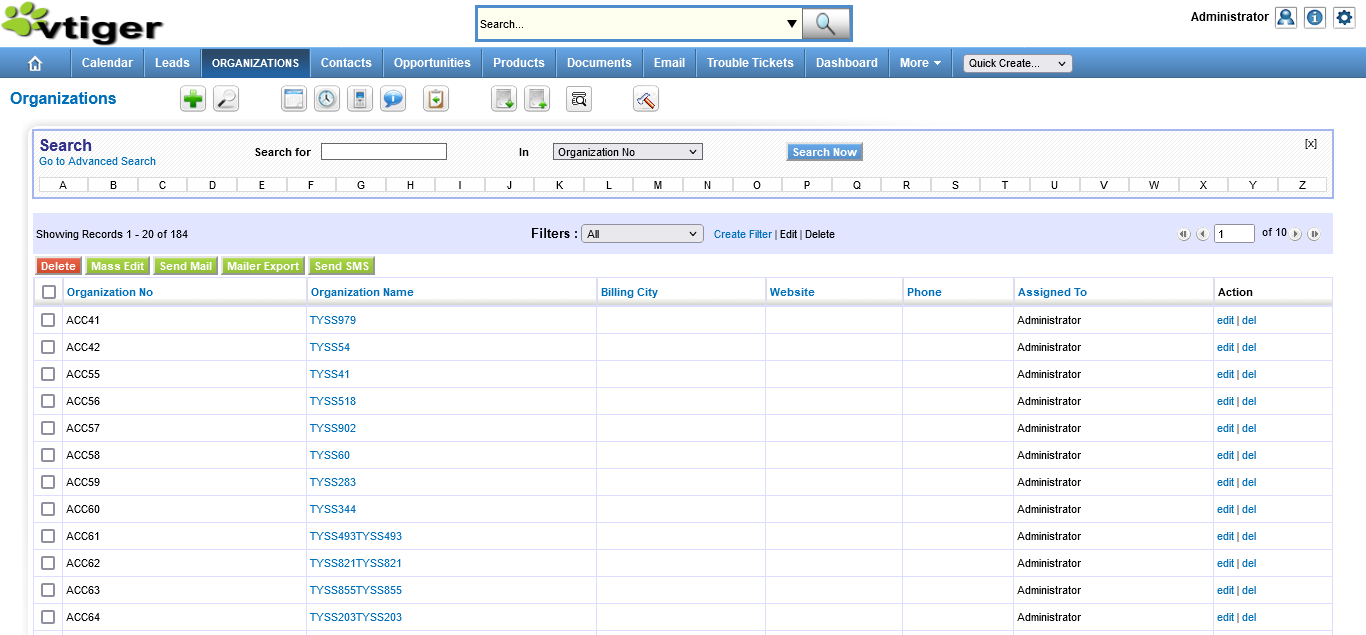 vtiger
Search...
Administrator
Calendar Leads ORGANIZATIONS Contacts Opportunities Products Documents Email Trouble Tickets Dashboard More Quick Create...
Organizations
Search
Go to Advanced Search
Search for In Organization No Search Now [x]
A B C D E F G H I J K L M N O P Q R S T U V W X Y Z
Showing Records 1 - 20 of 184 Filters : All Create Filter | Edit | Delete 1 of 10
Delete Mass Edit Send Mail Mailer Export Send SMS
Organization No Organization Name Billing City Website Phone Assigned To Action
ACC41 TYSS979 Administrator edit | del
ACC42 TYSS54 Administrator edit | del
ACC55 TYSS41 Administrator edit | del
ACC56 TYSS518 Administrator edit | del
ACC57 TYSS902 Administrator edit | del
ACC58 TYSS60 Administrator edit | del
ACC59 TYSS283 Administrator edit | del
ACC60 TYSS344 Administrator edit | del
ACC61 TYSS493TYSS493 Administrator edit | del
ACC62 TYSS821TYSS821 Administrator edit | del
ACC63 TYSS855TYSS855 Administrator edit | del
ACC64 TYSS203TYSS203 Administrator edit | del